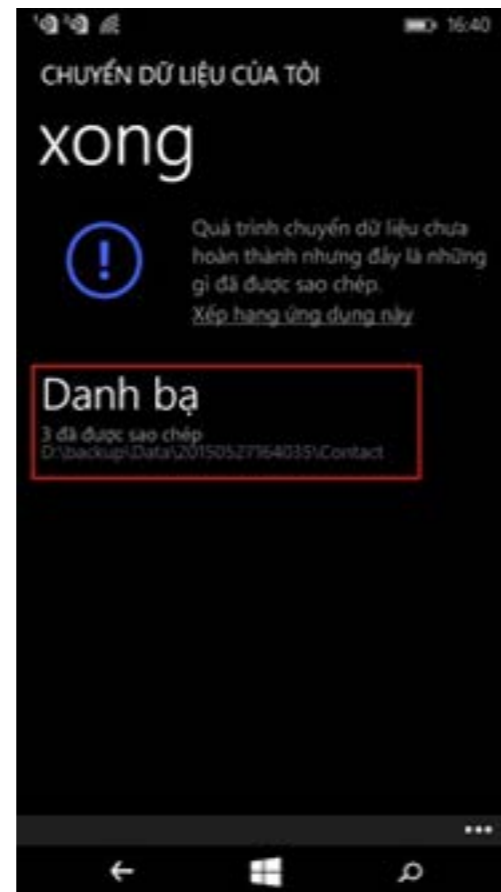 16:40
CHUYỂN DỮ LIỆU CỦA TÔI
xong
Quá trình chuyển dữ liệu chưa
hoàn thành nhưng đây là những
gì đã được sao chép.
Xếp hạng ứng dụng này
Danh bạ
3 đã được sao chép
D:\backup\Data\20150527164035\Contact